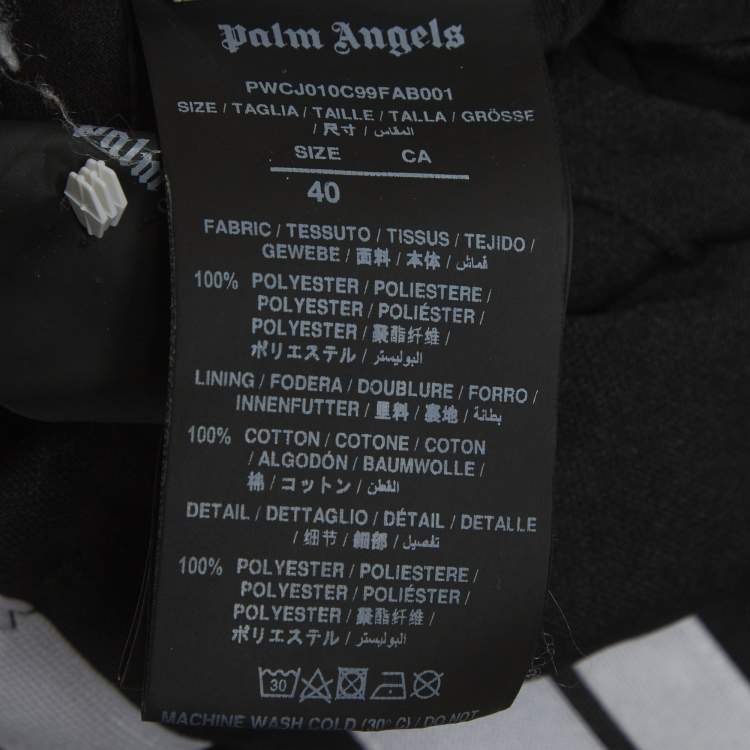 Palm Angels
PWCJ010C99FAB001
SIZE / TAGLIA / TAILLE / TALLA / GRÖSSE
/ 尺寸 / المقاس
SIZE CA
40
FABRIC / TESSUTO / TISSUS / TEJIDO /
GEWEBE / 面料 / 本体 / قماش
100% POLYESTER / POLIESTERE /
POLYESTER / POLIÉSTER /
POLYESTER / 聚酯纤维 /
ポリエステル / البوليستر
LINING / FODERA / DOUBLURE / FORRO /
INNENFUTTER / 里料 / 裏地 / بطانة
100% COTTON / COTONE / COTON
/ ALGODÓN / BAUMWOLLE /
棉 / コットン / القطن
DETAIL / DETTAGLIO / DÉTAIL / DETALLE
/ 细节 / 細部 / تفصيل
100% POLYESTER / POLIESTERE /
POLYESTER / POLIÉSTER /
POLYESTER / 聚酯纤维 /
ポリエステル / البوليستر
30
MACHINE WASH COLD (30° C) / DO NOT